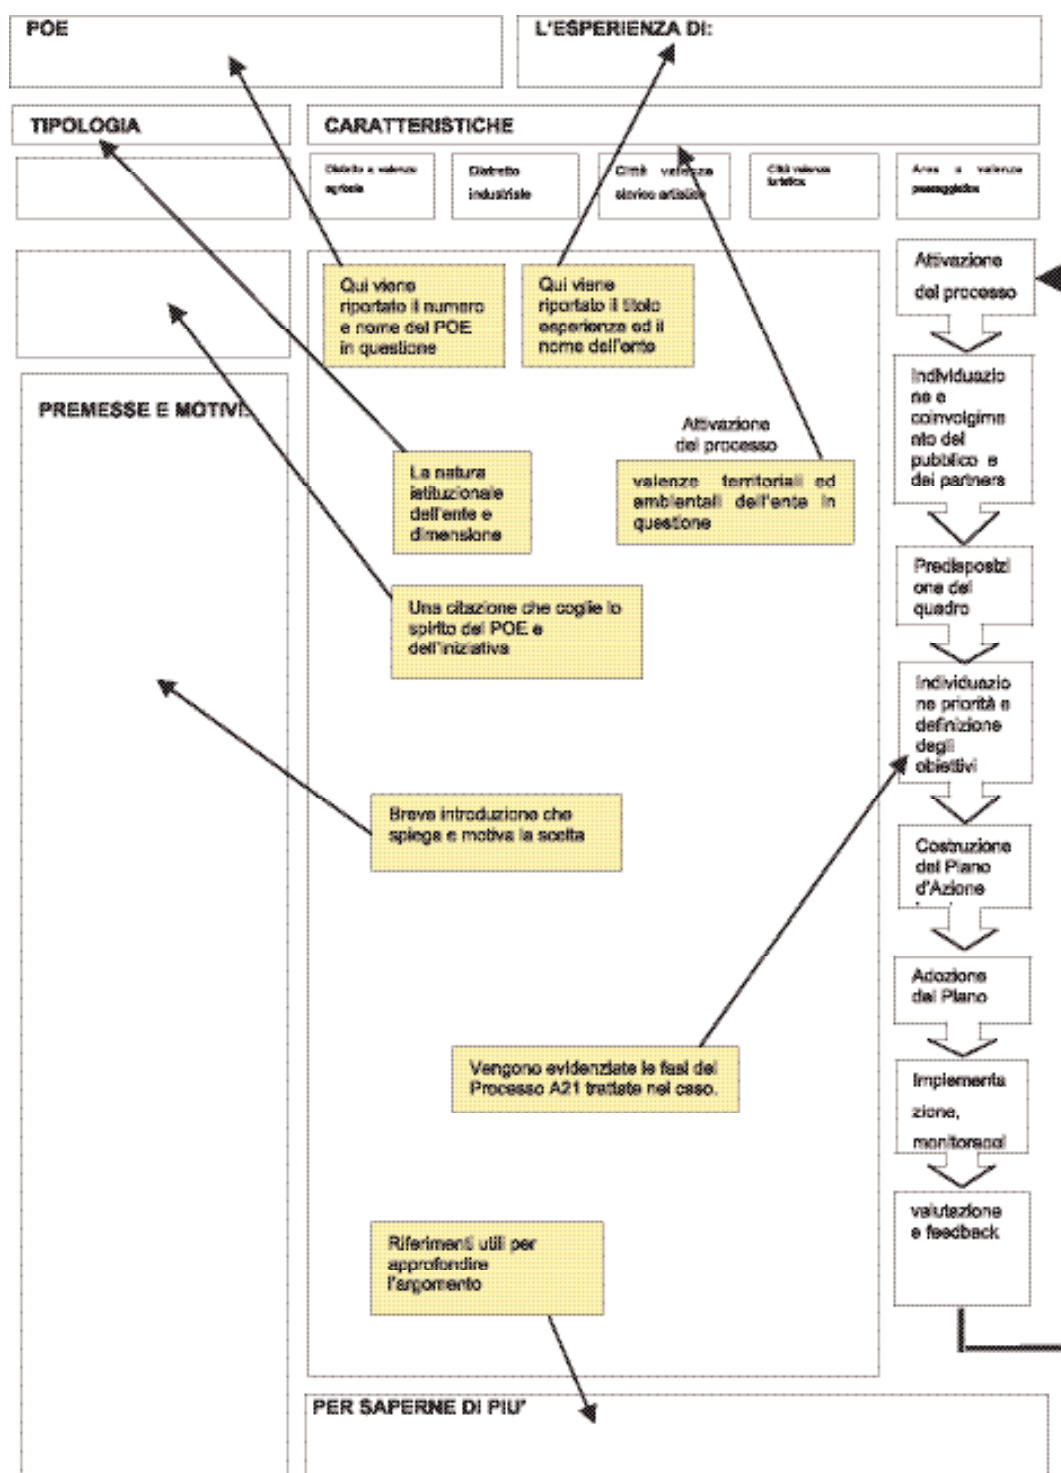 POE
L'ESPERIENZA DI:
TIPOLOGIA
CARATTERISTICHE
Distretto a valenza
agricola
Distretto
industriale
Città valenza
storico artistico
Città valenza
turistica
Area a valenza
paesaggistica
Qui viene
riportato il numero
e nome del POE
in questione
Qui viene
riportato il titolo
esperienza ed il
nome dell'ente
PREMESSE E MOTIVI
Attivazione
del processo
La natura
istituzionale
dell'ente e
dimensione
valenze territoriali ed
ambientali dell'ente in
questione
Una citazione che coglie lo
spirito del POE e
dell'iniziativa
Breve introduzione che
spiega e motiva la scelta
Vengono evidenziate le fasi del
Processo A21 trattate nel caso.
Riferimenti utili per
approfondire
l'argomento
Attivazione
del processo
Individuazio
ne e
coinvolgime
nto del
pubblico e
dei partners
Predisposizi
one del
quadro
Individuazio
ne priorità e
definizione
degli
obiettivi
Costruzione
del Piano
d'Azione
Adozione
del Piano
Implementa
zione,
monitoraggi
valutazione
e feedback
PER SAPERNE DI PIU'